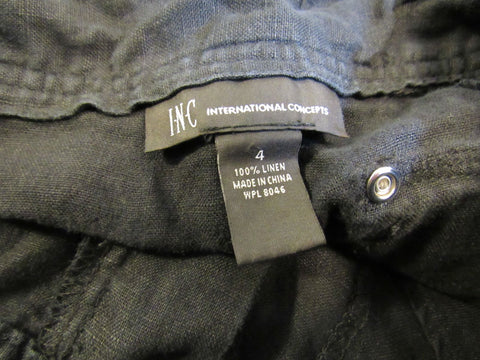 I·N·C INTERNATIONAL CONCEPTS
4
100% LINEN
MADE IN CHINA
WPL 8046